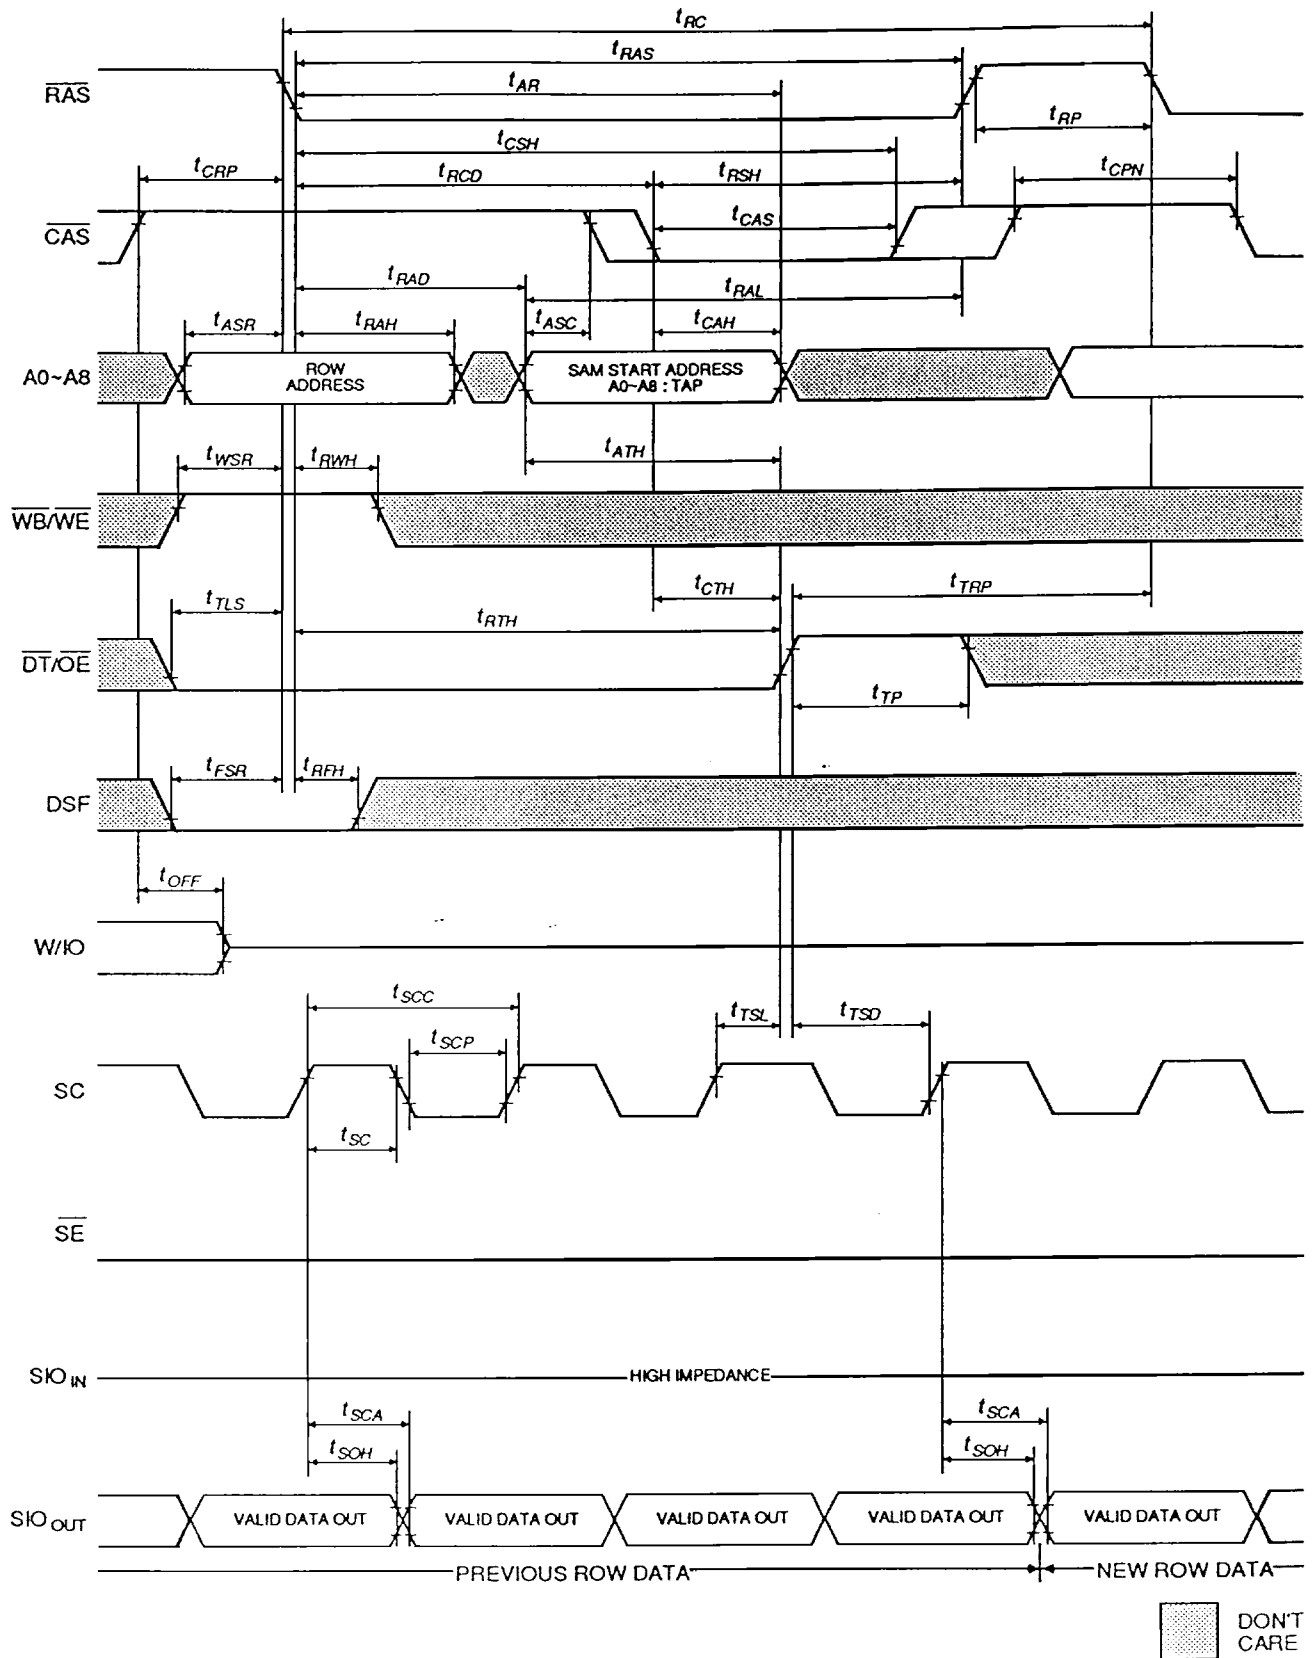 tRC
tRAS
RAS
tAR
tRP
tCSH
tCRP
tRCD
tRSH
tCPN
CAS
tCAS
tRAD
tRAL
tASR
tRAH
tASC
tCAH
A0~A8
ROW
ADDRESS
SAM START ADDRESS
A0~A8 : TAP
tWSR
tRWH
tATH
WB/WE
tTLS
tCTH
tTRP
tRTH
DT/OE
tTP
tFSR
tRFH
DSF
tOFF
W/IO
tSCC
tTSL
tTSD
tSCP
SC
tSC
SE
SIO IN
HIGH IMPEDANCE
tSCA
tSCA
tSOH
tSOH
SIO OUT
VALID DATA OUT
VALID DATA OUT
VALID DATA OUT
VALID DATA OUT
VALID DATA OUT
PREVIOUS ROW DATA
NEW ROW DATA
DON'T
CARE